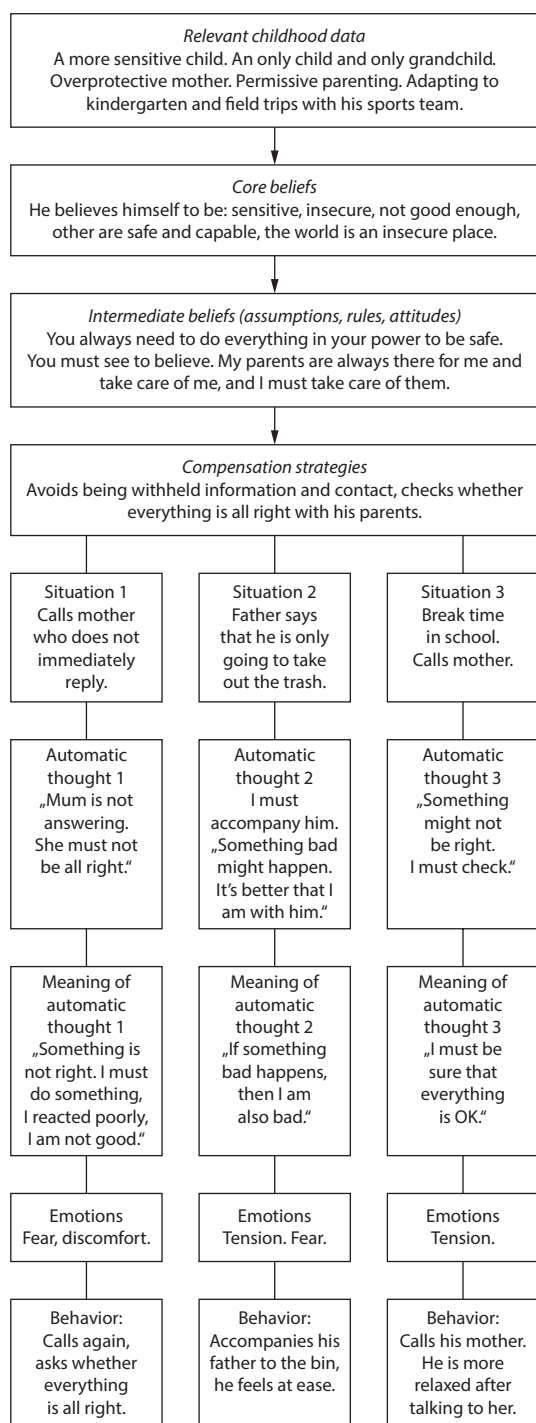 Relevant childhood data
A more sensitive child. An only child and only grandchild.
Overprotective mother. Permissive parenting. Adapting to
kindergarten and field trips with his sports team.
Core beliefs
He believes himself to be: sensitive, insecure, not good enough,
other are safe and capable, the world is an insecure place.
Intermediate beliefs (assumptions, rules, attitudes)
You always need to do everything in your power to be safe.
You must see to believe. My parents are always there for me and
take care of me, and I must take care of them.
Compensation strategies
Avoids being withheld information and contact, checks whether
everything is all right with his parents.
Situation 1
Calls mother
who does not
immediately
reply.
Situation 2
Father says
that he is only
going to take
out the trash.
Situation 3
Break time
in school.
Calls mother.
Automatic
thought 1
„Mum is not
answering.
She must not
be all right.“
Automatic
thought 2
I must
accompany him.
„Something bad
might happen.
It’s better that I
am with him.“
Automatic
thought 3
„Something
might not
be right.
I must check.“
Meaning of
automatic
thought 1
„Something is
not right. I must
do something,
I reacted poorly,
I am not good.“
Meaning of
automatic
thought 2
„If something
bad happens,
then I am
also bad.“
Meaning of
automatic
thought 3
„I must be
sure that
everything
is OK.“
Emotions
Fear, discomfort.
Emotions
Tension. Fear.
Emotions
Tension.
Behavior:
Calls again,
asks whether
everything
is all right.
Behavior:
Accompanies his
father to the bin,
he feels at ease.
Behavior:
Calls his mother.
He is more
relaxed after
talking to her.